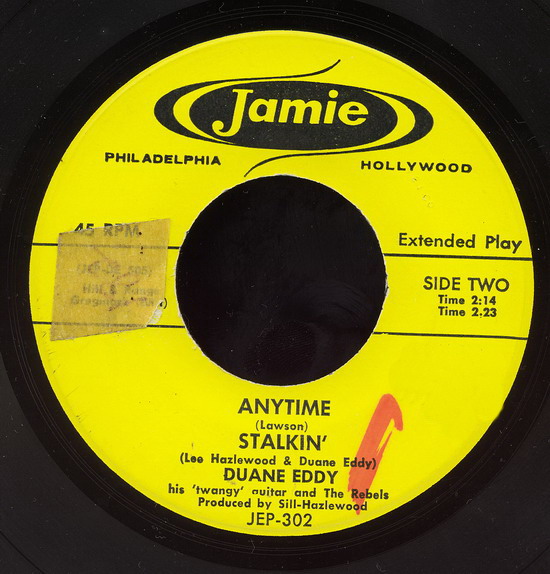 Jamie
PHILADELPHIA
HOLLYWOOD
45 RPM
Extended Play
SIDE TWO
Time 2:14
Time 2:23
ANYTIME
(Lawson)
STALKIN'
(Lee Hazlewood & Duane Eddy)
DUANE EDDY
his 'twangy' guitar and The Rebels
Produced by Sill-Hazlewood
JEP-302